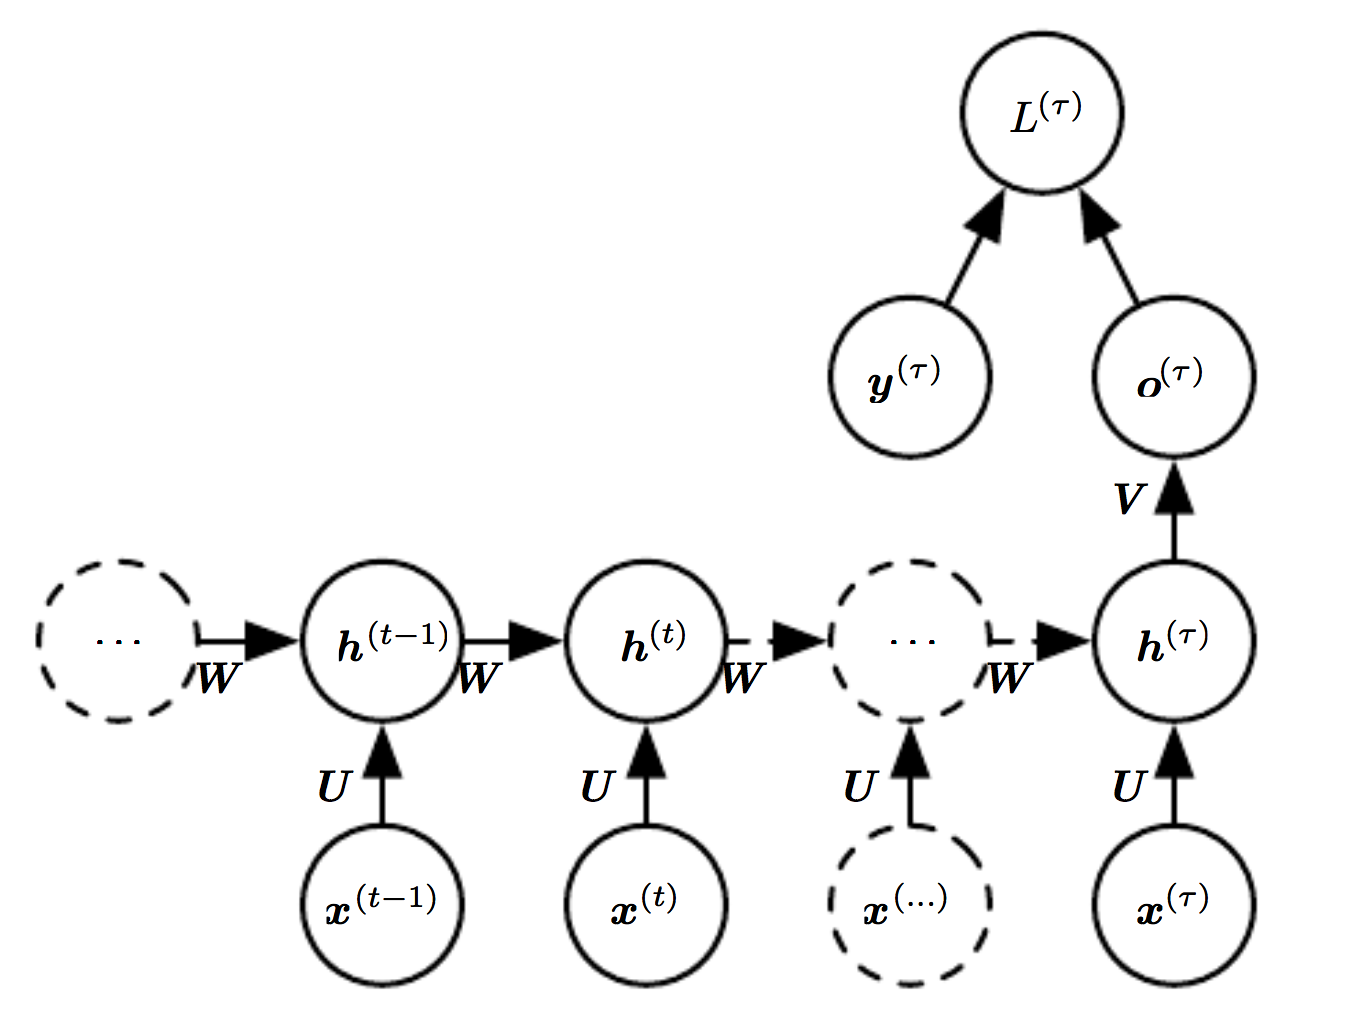 L^(τ)
y^(τ) o^(τ)
V
... h^(t−1) h^(t) ... h^(τ)
W W W W
U U U U
x^(t−1) x^(t) x^(...) x^(τ)